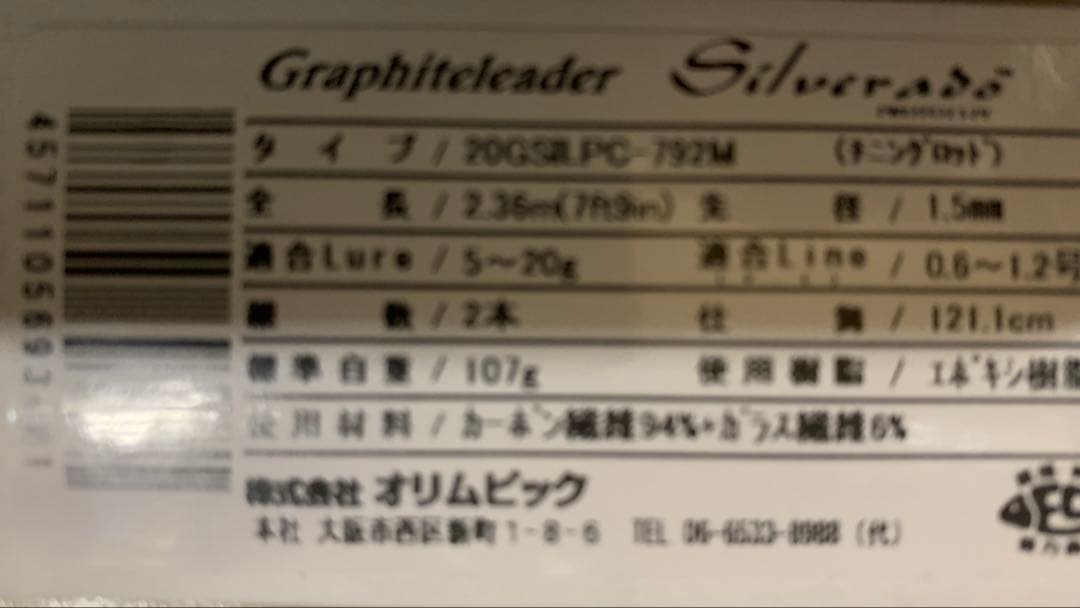 Graphiteleader Silverado
タイプ / 20GSILPC-792M (チニングロッド)
全長 / 2.36m(7ft9in) 先径 / 1.5mm
適合Lure / 5～20g 適合Line / 0.6～1.2号
継数 / 2本 仕舞 / 121.1cm
標準自重 / 107g 使用樹脂 / エポキシ樹脂
使用材料 / カーボン繊維94%・ガラス繊維6%
株式会社 オリムピック
本社 大阪市西区新町1-8-6 TEL 06-6533-8988 (代)